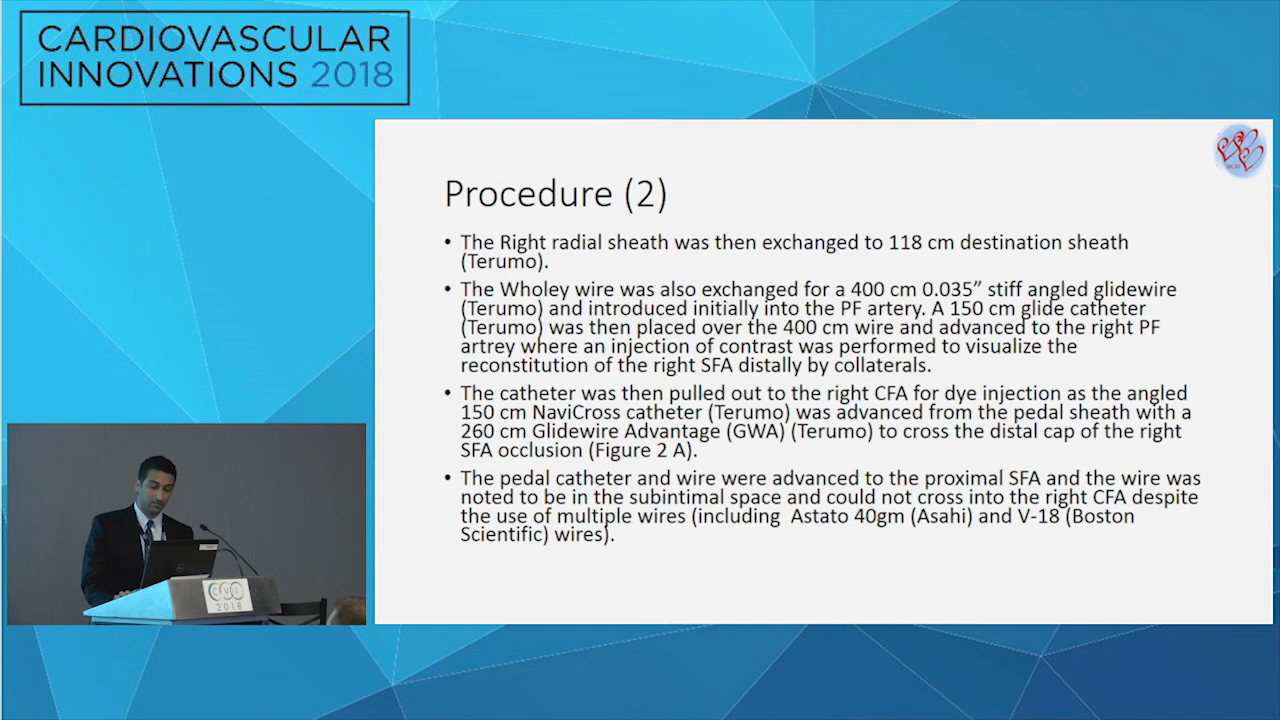 CARDIOVASCULAR
INNOVATIONS 2018
Procedure (2)
• The Right radial sheath was then exchanged to 118 cm destination sheath
(Terumo).
• The Wholey wire was also exchanged for a 400 cm 0.035” stiff angled glidewire
(Terumo) and introduced initially into the PF artery. A 150 cm glide catheter
(Terumo) was then placed over the 400 cm wire and advanced to the right PF
artrey where an injection of contrast was performed to visualize the
reconstitution of the right SFA distally by collaterals.
• The catheter was then pulled out to the right CFA for dye injection as the angled
150 cm NaviCross catheter (Terumo) was advanced from the pedal sheath with a
260 cm Glidewire Advantage (GWA) (Terumo) to cross the distal cap of the right
SFA occlusion (Figure 2 A).
• The pedal catheter and wire were advanced to the proximal SFA and the wire was
noted to be in the subintimal space and could not cross into the right CFA despite
the use of multiple wires (including Astato 40gm (Asahi) and V-18 (Boston
Scientific) wires).
CVI
2018